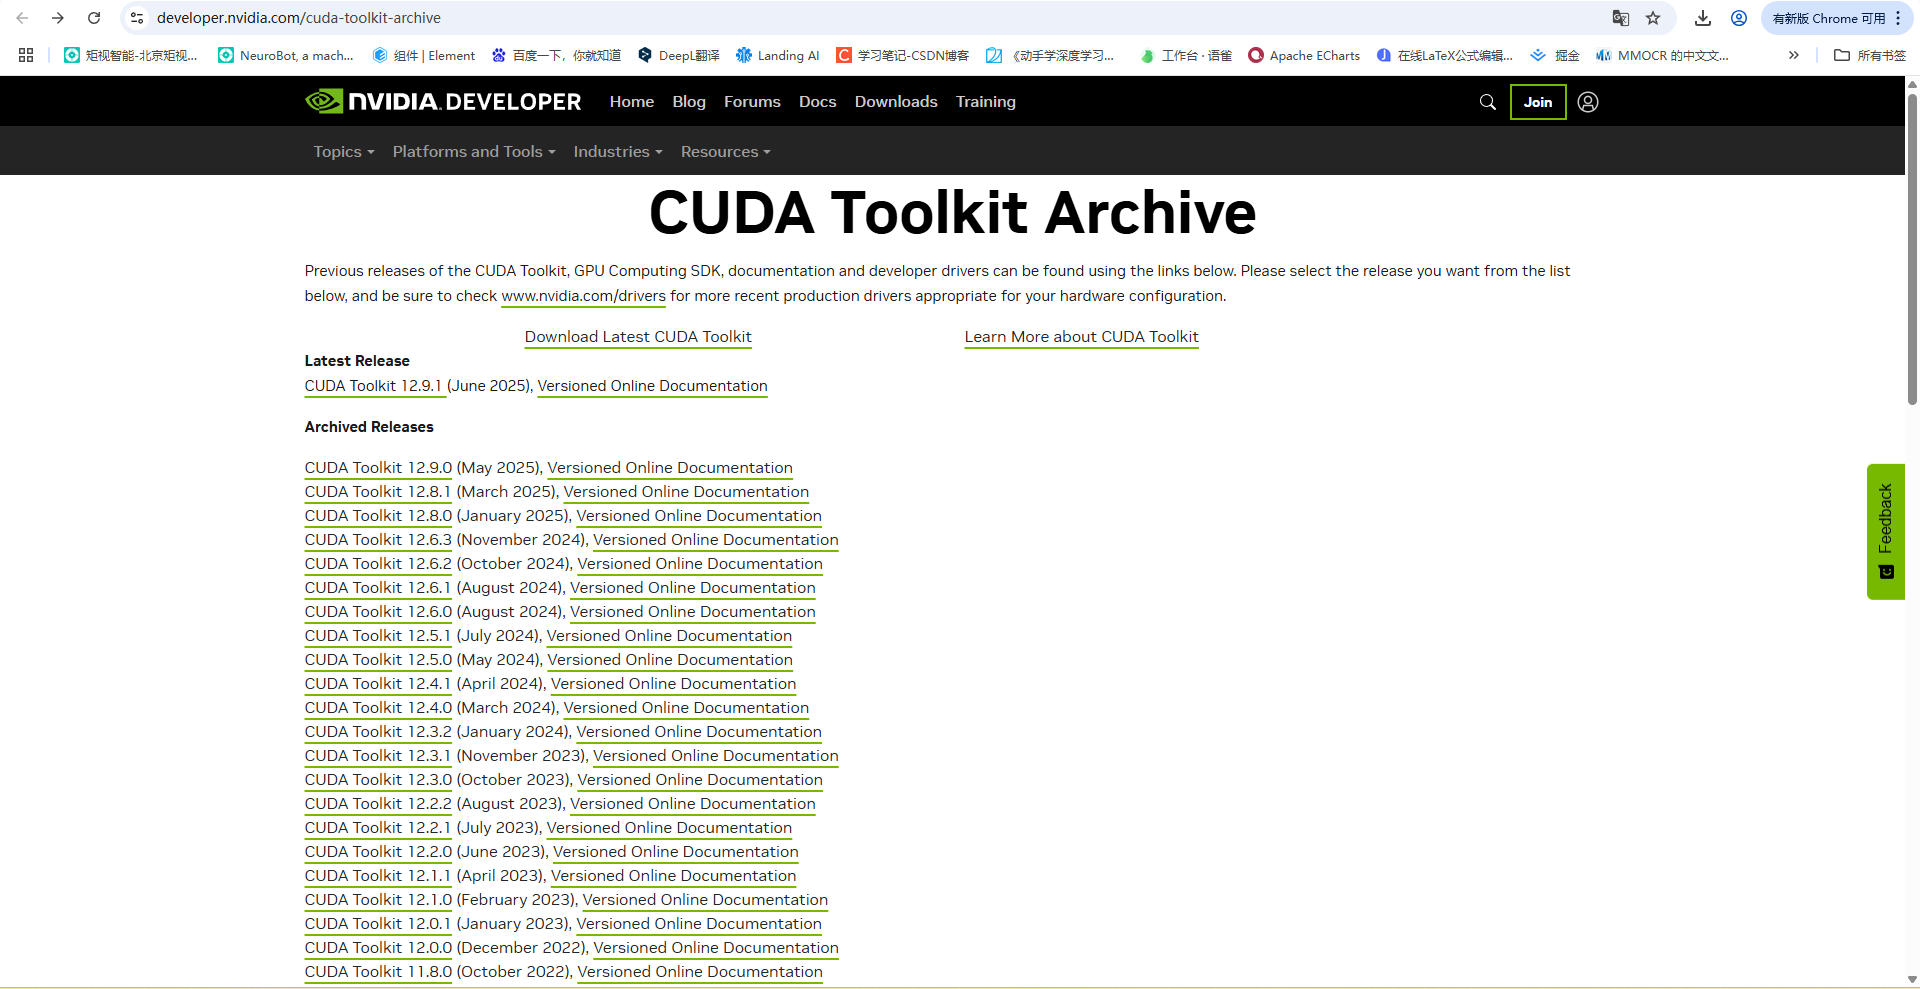 developer.nvidia.com/cuda-toolkit-archive
有新版 Chrome 可用
短视智能-北京短视...
NeuroBot, a mach...
组件 | Element
百度一下，你就知道
DeepL翻译
Landing AI
学习笔记-CSDN博客
《动手学深度学习...
工作台 · 语雀
Apache ECharts
在线LaTeX公式编辑...
掘金
MMOCR 的中文文...
所有书签
NVIDIA. DEVELOPER
Home
Blog
Forums
Docs
Downloads
Training
Join
Topics
Platforms and Tools
Industries
Resources
CUDA Toolkit Archive
Previous releases of the CUDA Toolkit, GPU Computing SDK, documentation and developer drivers can be found using the links below. Please select the release you want from the list
below, and be sure to check www.nvidia.com/drivers for more recent production drivers appropriate for your hardware configuration.
Download Latest CUDA Toolkit
Learn More about CUDA Toolkit
Latest Release
CUDA Toolkit 12.9.1 (June 2025), Versioned Online Documentation
Archived Releases
CUDA Toolkit 12.9.0 (May 2025), Versioned Online Documentation
CUDA Toolkit 12.8.1 (March 2025), Versioned Online Documentation
CUDA Toolkit 12.8.0 (January 2025), Versioned Online Documentation
CUDA Toolkit 12.6.3 (November 2024), Versioned Online Documentation
CUDA Toolkit 12.6.2 (October 2024), Versioned Online Documentation
CUDA Toolkit 12.6.1 (August 2024), Versioned Online Documentation
CUDA Toolkit 12.6.0 (August 2024), Versioned Online Documentation
CUDA Toolkit 12.5.1 (July 2024), Versioned Online Documentation
CUDA Toolkit 12.5.0 (May 2024), Versioned Online Documentation
CUDA Toolkit 12.4.1 (April 2024), Versioned Online Documentation
CUDA Toolkit 12.4.0 (March 2024), Versioned Online Documentation
CUDA Toolkit 12.3.2 (January 2024), Versioned Online Documentation
CUDA Toolkit 12.3.1 (November 2023), Versioned Online Documentation
CUDA Toolkit 12.3.0 (October 2023), Versioned Online Documentation
CUDA Toolkit 12.2.2 (August 2023), Versioned Online Documentation
CUDA Toolkit 12.2.1 (July 2023), Versioned Online Documentation
CUDA Toolkit 12.2.0 (June 2023), Versioned Online Documentation
CUDA Toolkit 12.1.1 (April 2023), Versioned Online Documentation
CUDA Toolkit 12.1.0 (February 2023), Versioned Online Documentation
CUDA Toolkit 12.0.1 (January 2023), Versioned Online Documentation
CUDA Toolkit 12.0.0 (December 2022), Versioned Online Documentation
CUDA Toolkit 11.8.0 (October 2022), Versioned Online Documentation
Feedback